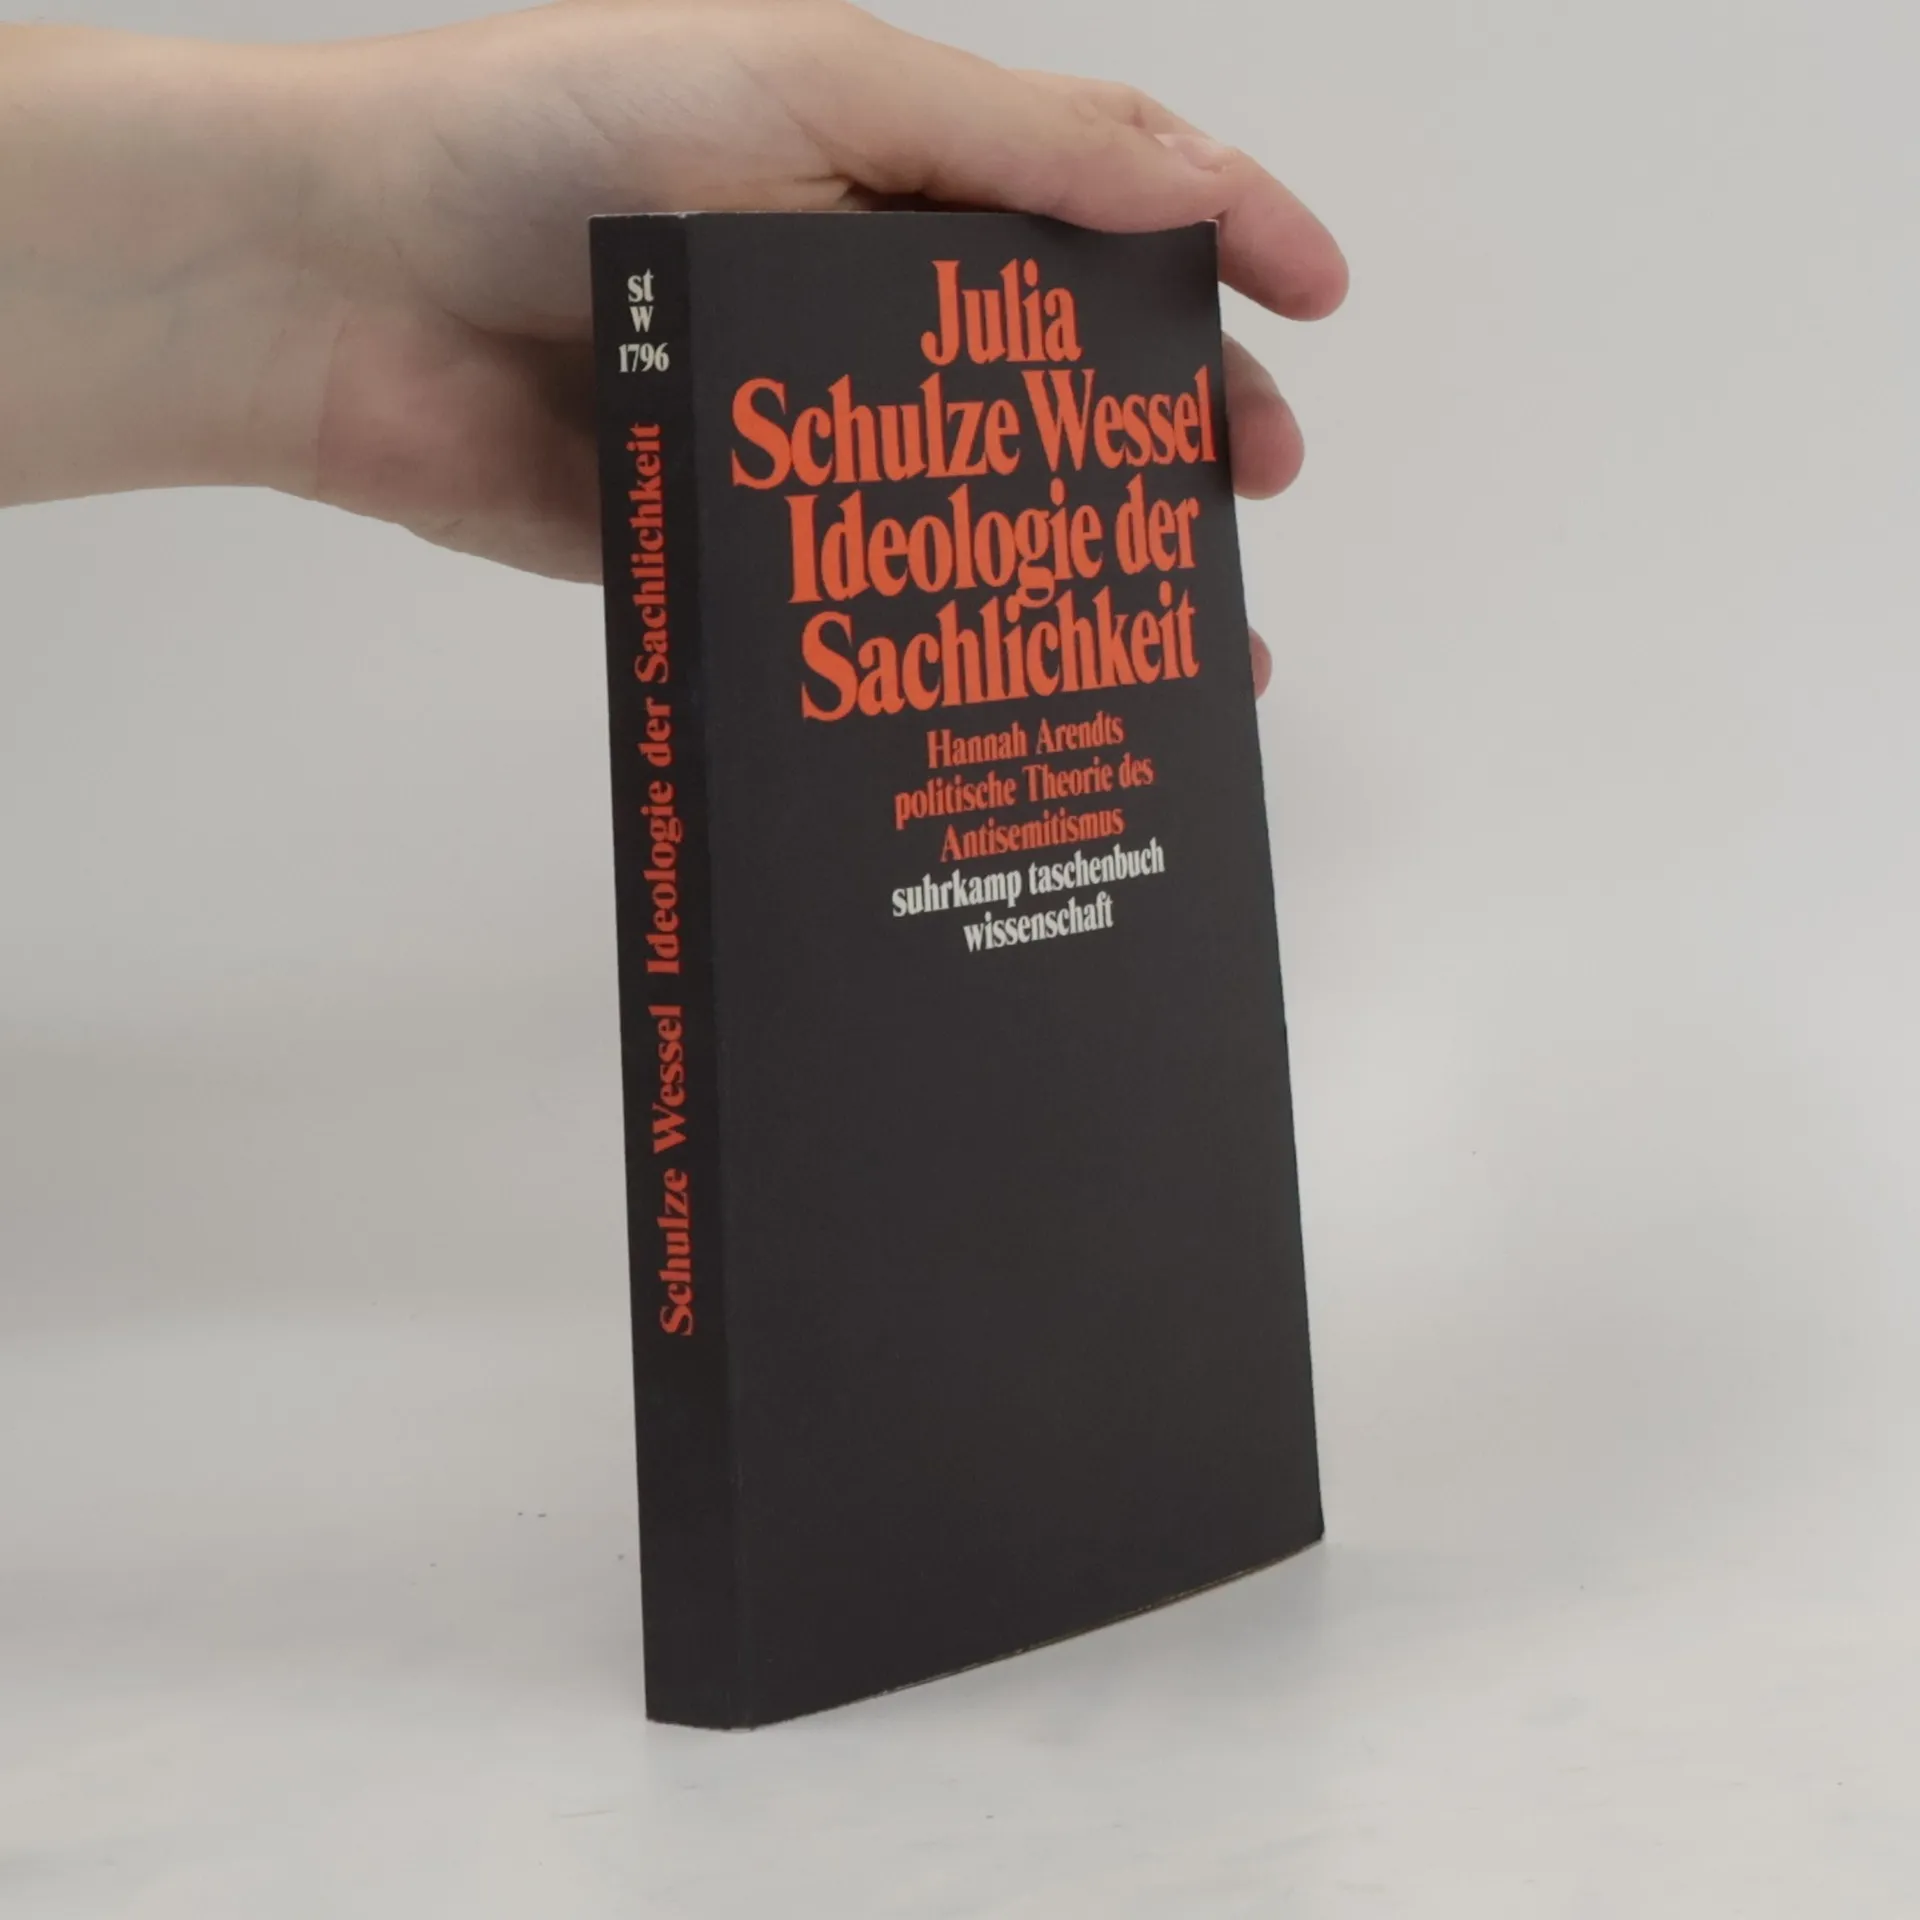 st
w
1796
Schulze Wessel Ideologie der Sachlichkeit
Julia
Schulze Wessel
Ideologie der
Sachlichkeit
Hannah Arendts
politische Theorie des
Antisemitismus
suhrkamp taschenbuch
wissenschaft